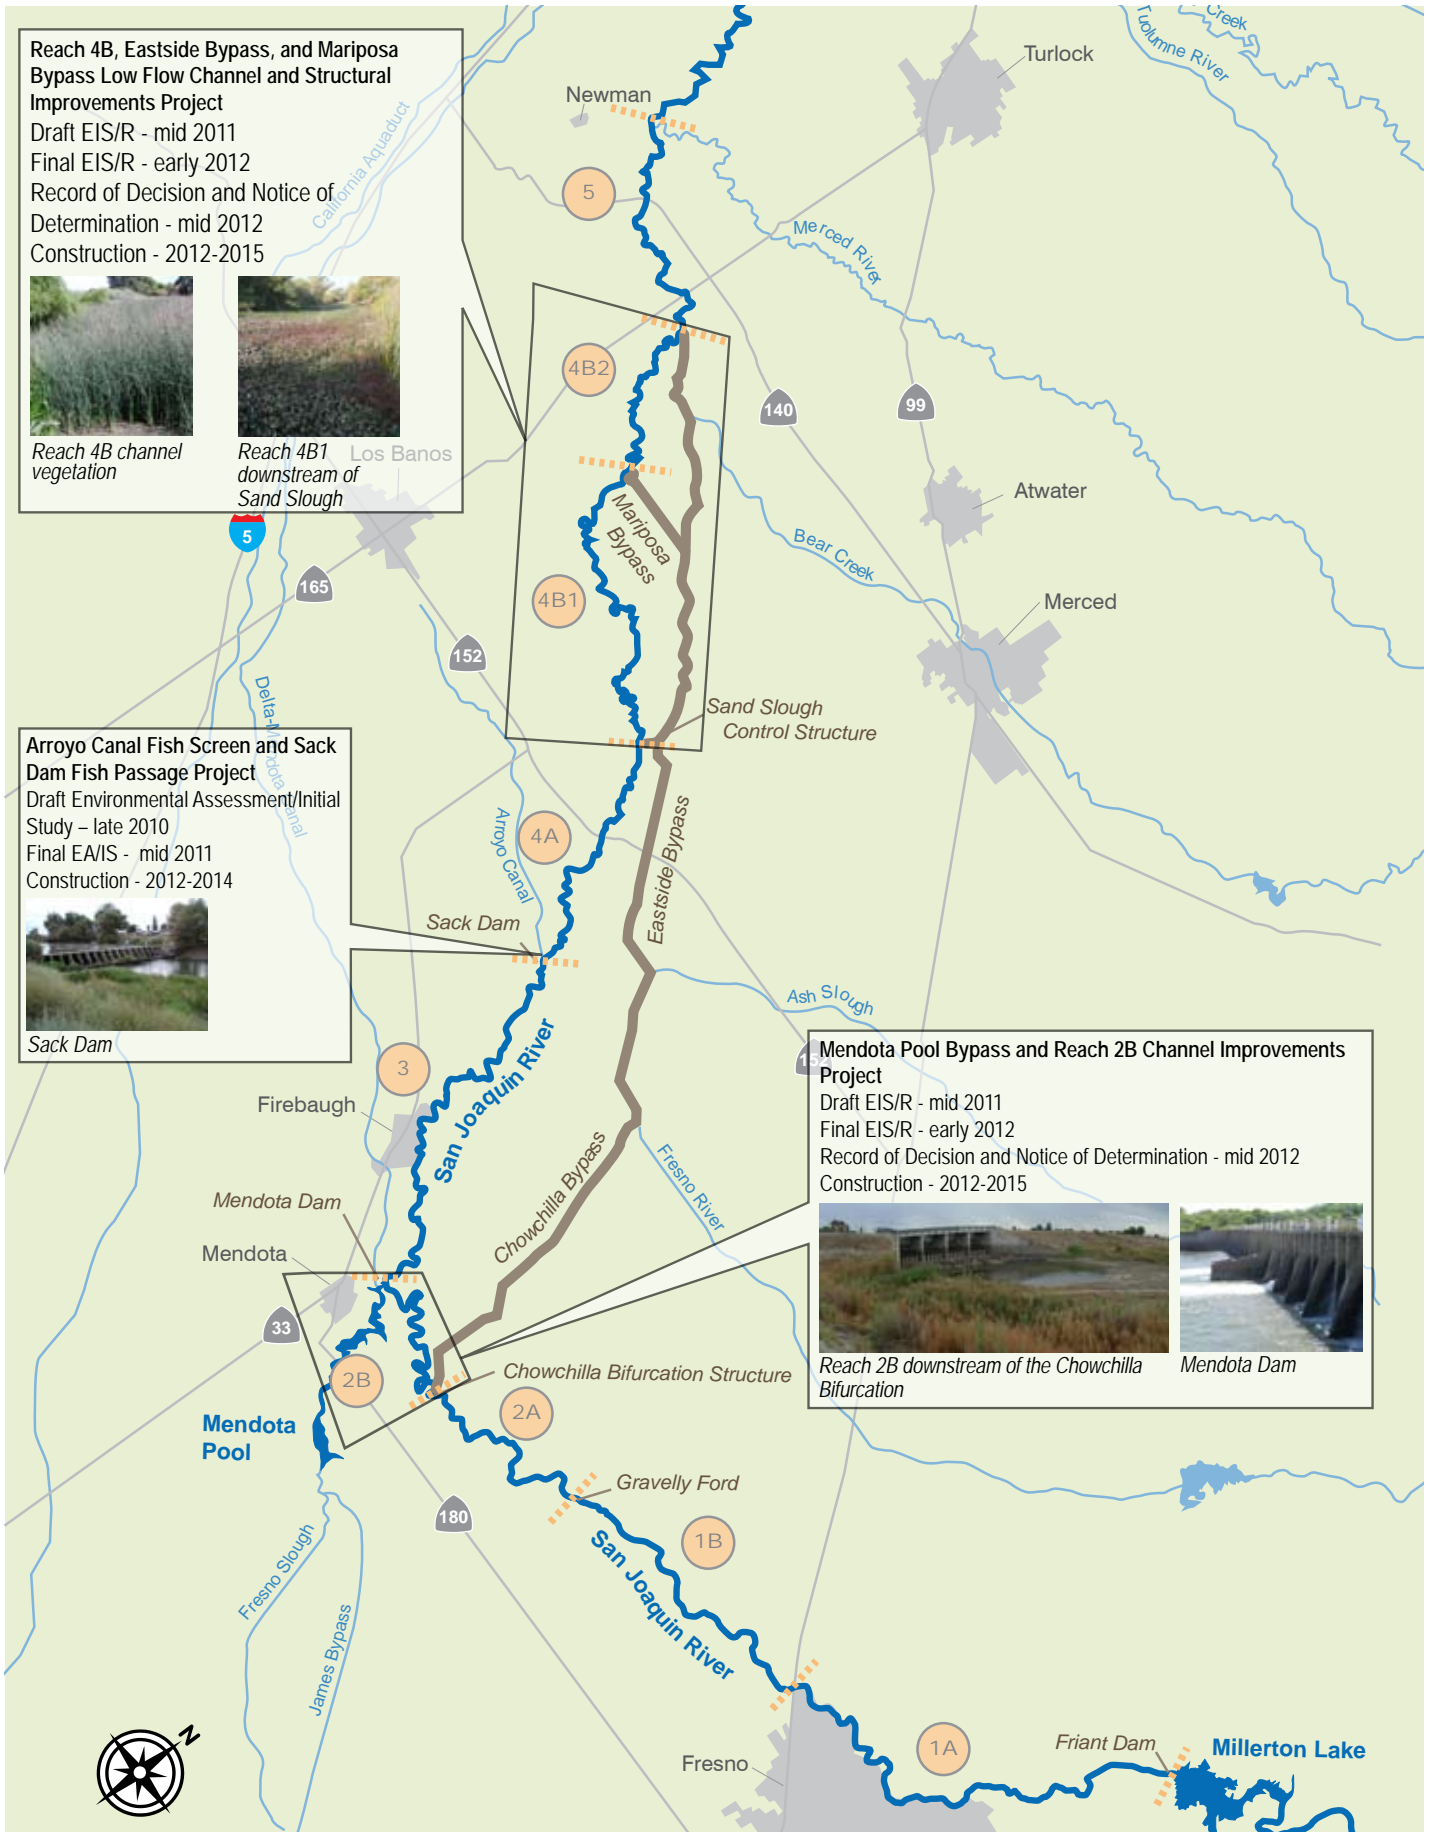 Reach 4B, Eastside Bypass, and Mariposa
Bypass Low Flow Channel and Structural
Improvements Project
Draft EIS/R - mid 2011
Final EIS/R - early 2012
Record of Decision and Notice of
Determination - mid 2012
Construction - 2012-2015
Reach 4B channel
vegetation
Reach 4B1
downstream of
Sand Slough
California Aquaduct
Newman
Turlock
Creek
Tuolumne River
5
Merced River
4B2
140
99
Los Banos
5
165
152
Mariposa
Bypass
4B1
Atwater
Bear Creek
Merced
Sand Slough
Control Structure
Delta-Mendota Canal
Arroyo Canal Fish Screen and Sack
Dam Fish Passage Project
Draft Environmental Assessment/Initial
Study – late 2010
Final EA/IS - mid 2011
Construction - 2012-2014
Sack Dam
Arroyo Canal
4A
Eastside Bypass
Sack Dam
Ash Slough
152
3
Firebaugh
San Joaquin River
Mendota Dam
Mendota
Chowchilla Bypass
Fresno River
Mendota Pool Bypass and Reach 2B Channel Improvements
Project
Draft EIS/R - mid 2011
Final EIS/R - early 2012
Record of Decision and Notice of Determination - mid 2012
Construction - 2012-2015
Reach 2B downstream of the Chowchilla
Bifurcation
Mendota Dam
33
2B
Chowchilla Bifurcation Structure
2A
Mendota
Pool
Gravelly Ford
180
1B
San Joaquin River
Fresno Slough
James Bypass
N
Fresno
1A
Friant Dam
Millerton Lake